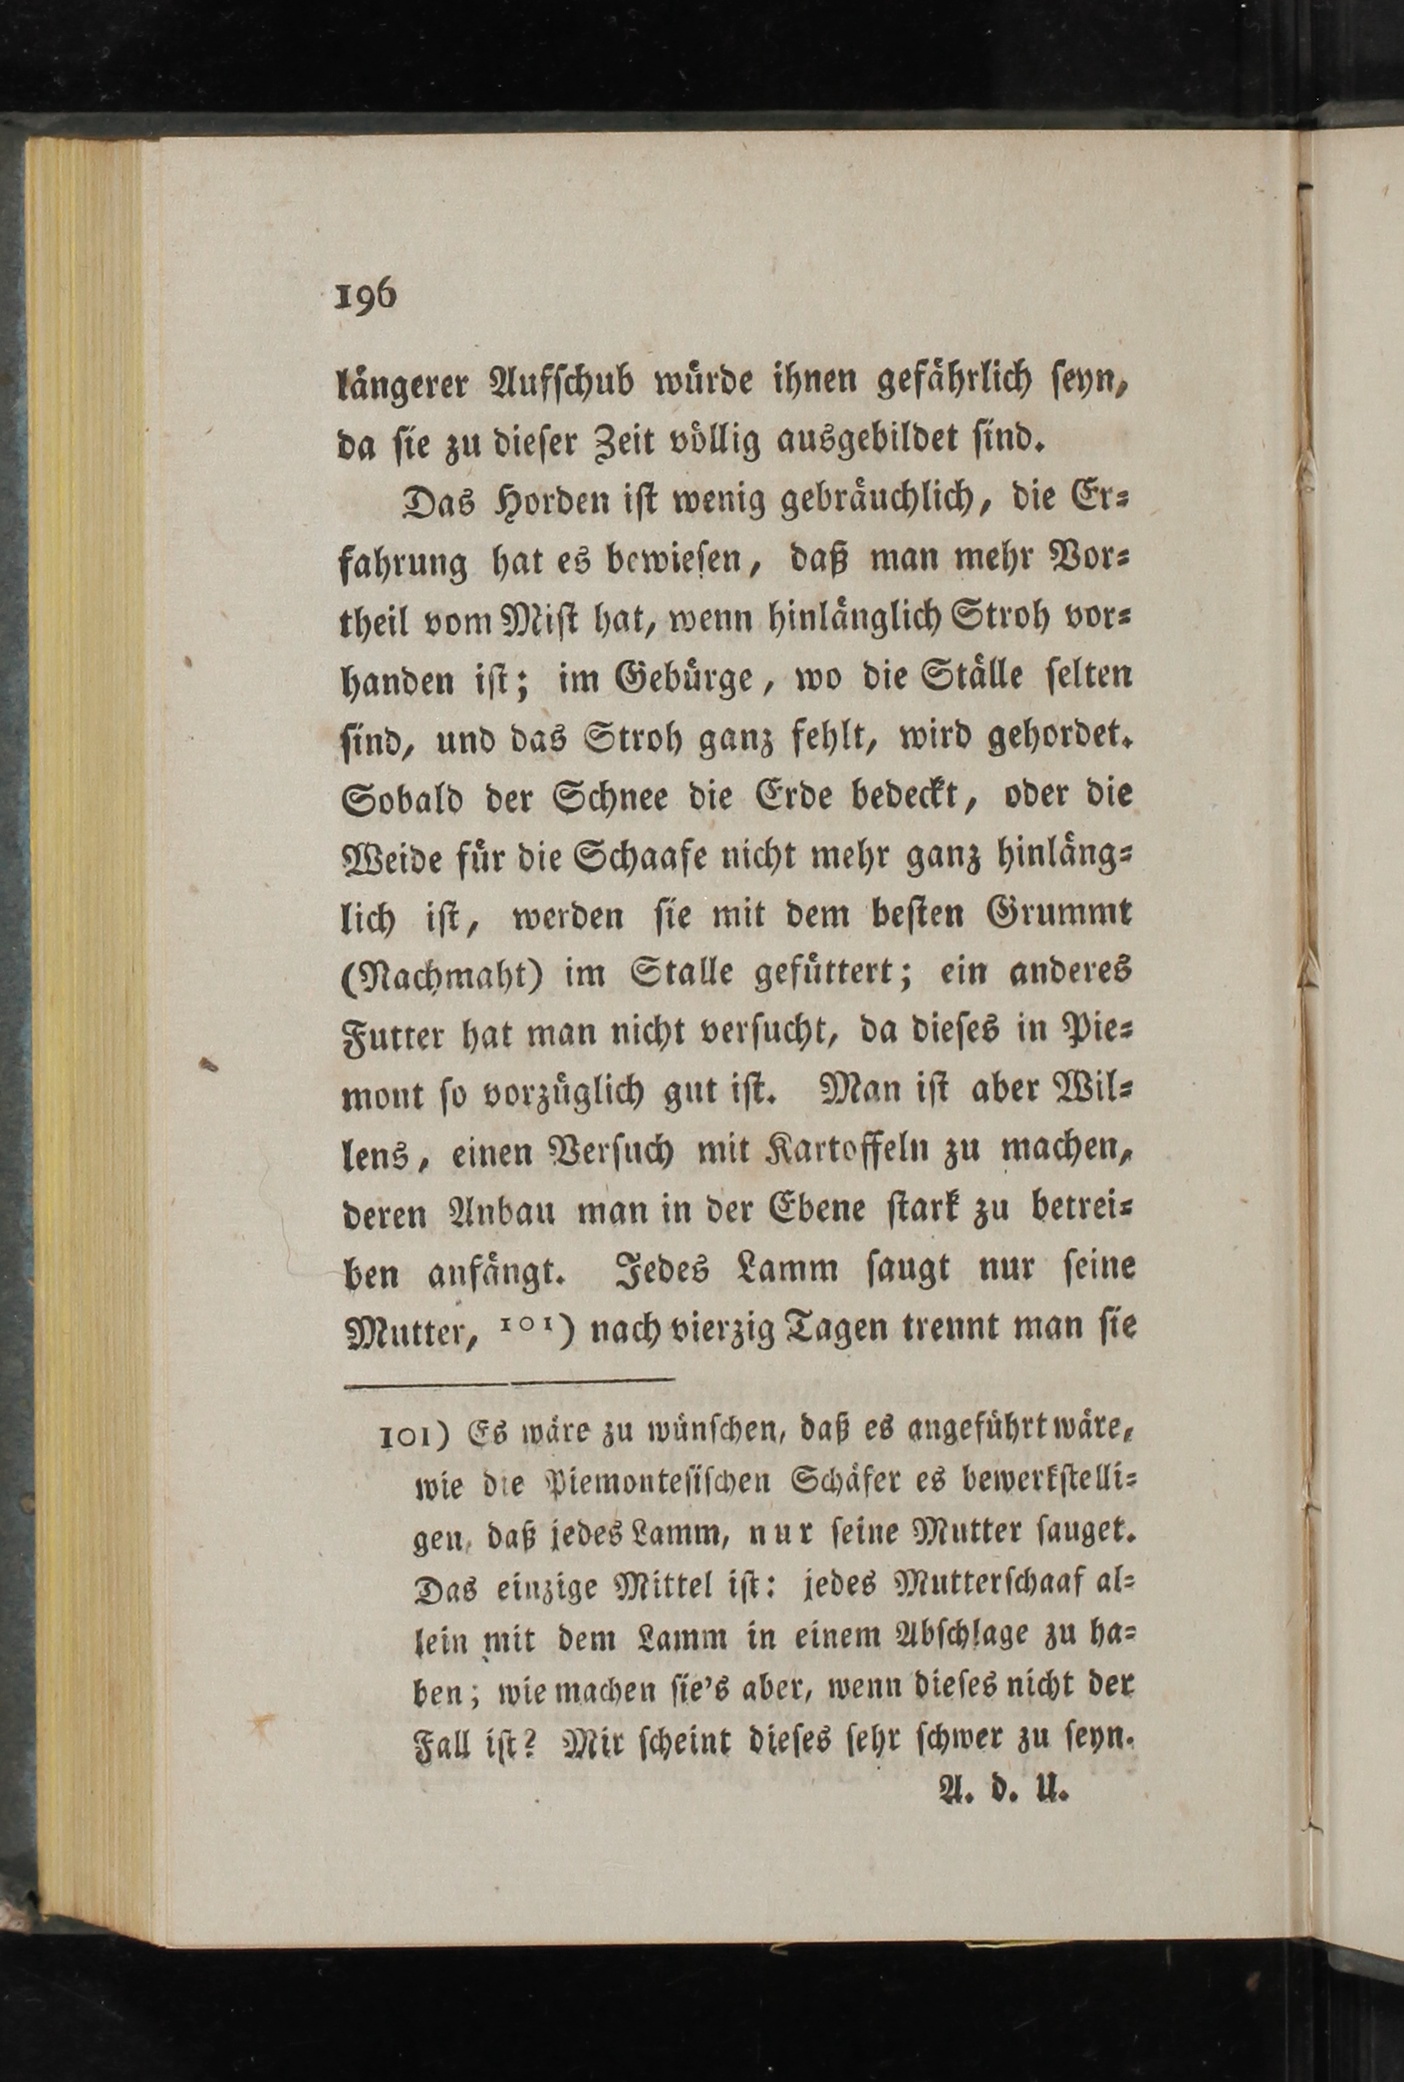 196
längerer Aufschub würde ihnen gefährlich seyn,
da sie zu dieser Zeit völlig ausgebildet sind.
Das Horden ist wenig gebräuchlich, die Er-
fahrung hat es bewiesen, daß man mehr Vor-
theil vom Mist hat, wenn hinlänglich Stroh vor-
handen ist; im Gebürge, wo die Ställe selten
sind, und das Stroh ganz fehlt, wird gehordet.
Sobald der Schnee die Erde bedeckt, oder die
Weide für die Schaafe nicht mehr ganz hinläng-
lich ist, werden sie mit dem besten Grummt
(Nachmaht) im Stalle gefüttert; ein anderes
Futter hat man nicht versucht, da dieses in Pie-
mont so vorzüglich gut ist. Man ist aber Wil-
lens, einen Versuch mit Kartoffeln zu machen,
deren Anbau man in der Ebene stark zu betrei-
ben anfängt. Jedes Lamm saugt nur seine
Mutter, 101) nach vierzig Tagen trennt man sie
101) Es wäre zu wünschen, daß es angeführt wäre,
wie die Piemontesischen Schäfer es bewerkstelli-
gen, daß jedes Lamm, nur seine Mutter sauget.
Das einzige Mittel ist: jedes Mutterschaaf al-
lein mit dem Lamm in einem Abschlage zu ha-
ben; wie machen sie's aber, wenn dieses nicht der
Fall ist? Mir scheint dieses sehr schwer zu seyn.
A. d. U.